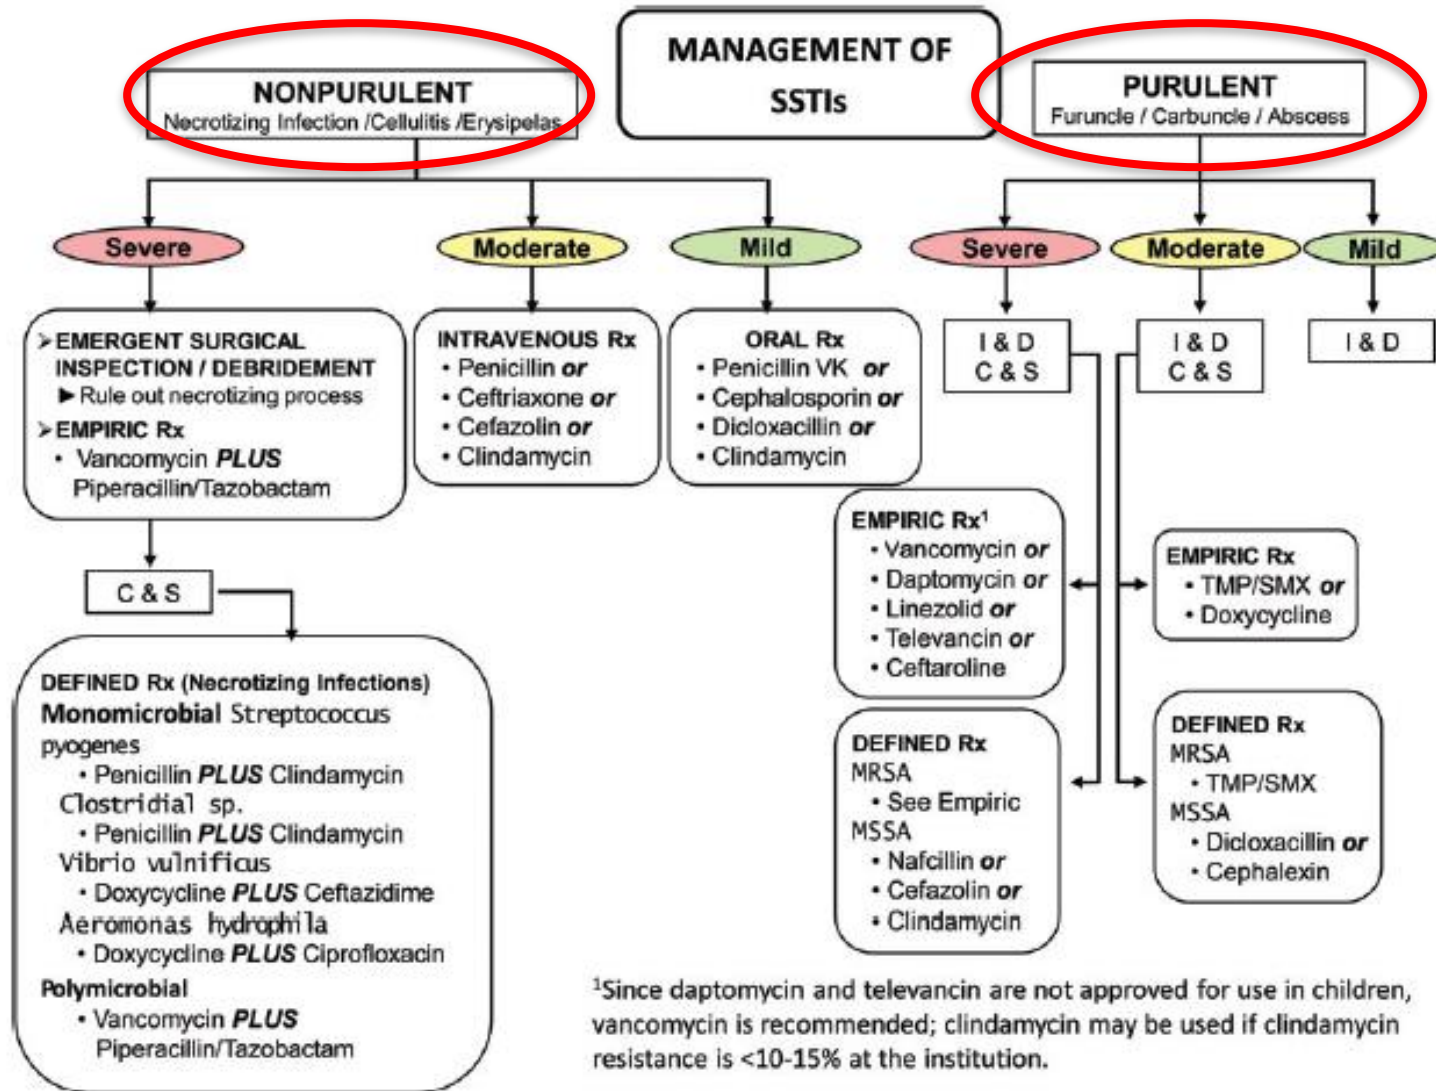 MANAGEMENT OF
SSTIs
NONPURULENT
Necrotizing Infection /Cellulitis /Erysipelas
Severe
➢EMERGENT SURGICAL
INSPECTION / DEBRIDEMENT
►Rule out necrotizing process
➢EMPIRIC Rx
• Vancomycin PLUS
Piperacillin/Tazobactam
C & S
DEFINED Rx (Necrotizing Infections)
Monomicrobial Streptococcus
pyogenes
• Penicillin PLUS Clindamycin
Clostridial sp.
• Penicillin PLUS Clindamycin
Vibrio vulnificus
• Doxycycline PLUS Ceftazidime
Aeromonas hydrophila
• Doxycycline PLUS Ciprofloxacin
Polymicrobial
• Vancomycin PLUS
Piperacillin/Tazobactam
Moderate
INTRAVENOUS Rx
• Penicillin or
• Ceftriaxone or
• Cefazolin or
• Clindamycin
Mild
ORAL Rx
• Penicillin VK or
• Cephalosporin or
• Dicloxacillin or
• Clindamycin
PURULENT
Furuncle / Carbuncle / Abscess
Severe
I & D
C & S
EMPIRIC Rx¹
• Vancomycin or
• Daptomycin or
• Linezolid or
• Televancin or
• Ceftaroline
DEFINED Rx
MRSA
• See Empiric
MSSA
• Nafcillin or
• Cefazolin or
• Clindamycin
Moderate
I & D
C & S
EMPIRIC Rx
• TMP/SMX or
• Doxycycline
DEFINED Rx
MRSA
• TMP/SMX
MSSA
• Dicloxacillin or
• Cephalexin
Mild
I & D
¹Since daptomycin and televancin are not approved for use in children,
vancomycin is recommended; clindamycin may be used if clindamycin
resistance is <10-15% at the institution.